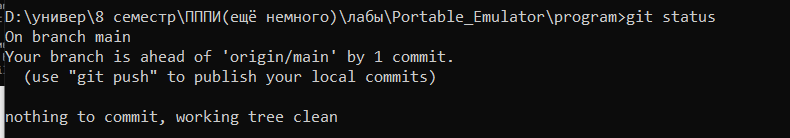 D:\универ\8 семестр\ПППИ(ещё немного)\лабы\Portable_Emulator\program>git status
On branch main
Your branch is ahead of 'origin/main' by 1 commit.
  (use "git push" to publish your local commits)

nothing to commit, working tree clean